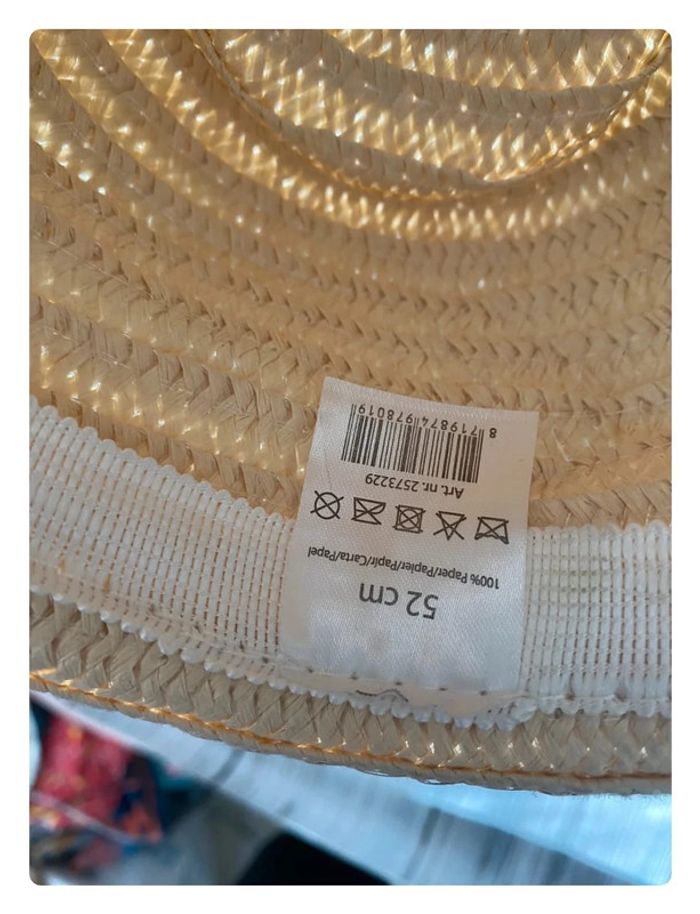 52 cm
100% Paper/Papier/Papir/Carta/Papel
Art. nr. 2573229
8 719874 978019